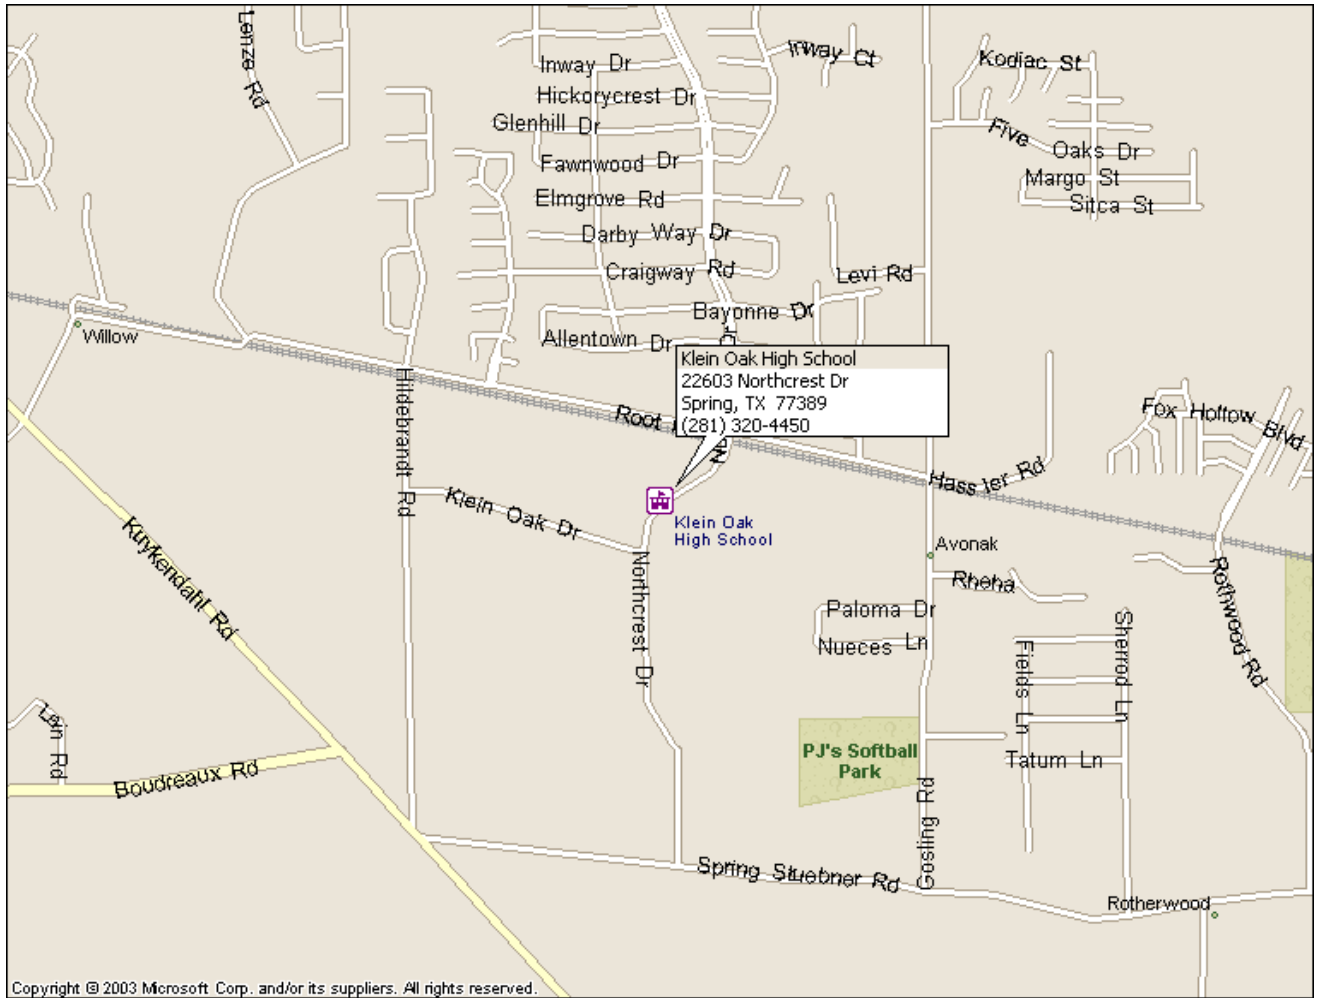 Lenze Rd
Inway Dr
Inway Ct
Kodiac St
Hickorycrest Dr
Glenhill Dr
Five Oaks Dr
Fawnwood Dr
Margo St
Elmgrove Rd
Sitca St
Darby Way Dr
Craigway Rd
Levi Rd
Bayonne Dr
Willow
Allentown Dr
Dr
Klein Oak High School
22603 Northcrest Dr
Spring, TX 77389
(281) 320-4450
Hildebrandt Rd
Root
Fox Hollow Blvd
Hassler Rd
Klein Oak Dr
Klein Oak
High School
Kuykendahl Rd
Avonak
Northcrest Dr
Rheha
Rothwood Rd
Paloma Dr
Nueces Ln
Sherrod Ln
Fields Ln
Lein Rd
PJ's Softball
Park
Tatum Ln
Boudreaux Rd
Gosling Rd
Spring Stuebner Rd
Rotherwood
Copyright © 2003 Microsoft Corp. and/or its suppliers. All rights reserved.